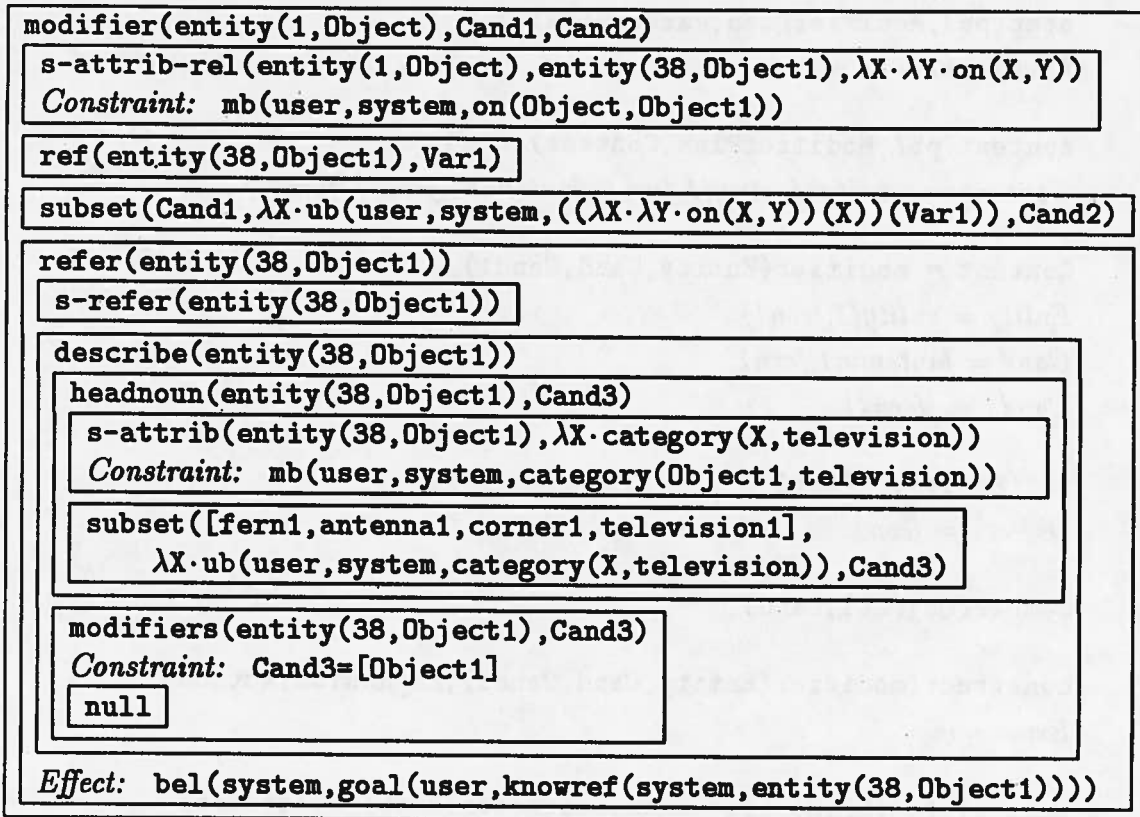 modifier(entity(1,Object),Cand1,Cand2)
s-attrib-rel(entity(1,Object),entity(38,Object1),λX·λY·on(X,Y))
Constraint: mb(user,system,on(Object,Object1))
ref(entity(38,Object1),Var1)
subset(Cand1,λX·ub(user,system,((λX·λY·on(X,Y))(X))(Var1)),Cand2)
refer(entity(38,Object1))
s-refer(entity(38,Object1))
describe(entity(38,Object1))
headnoun(entity(38,Object1),Cand3)
s-attrib(entity(38,Object1),λX·category(X,television))
Constraint: mb(user,system,category(Object1,television))
subset([fern1,antenna1,corner1,television1],
λX·ub(user,system,category(X,television)),Cand3)
modifiers(entity(38,Object1),Cand3)
Constraint: Cand3=[Object1]
null
Effect: bel(system,goal(user,knowref(system,entity(38,Object1))))